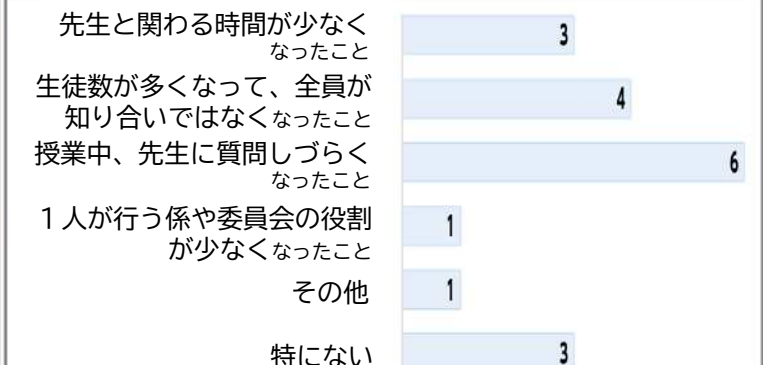 先生と関わる時間が少なく
なったこと
3
生徒数が多くなって、全員が
知り合いではなくなったこと
4
授業中、先生に質問しづらく
なったこと
6
１人が行う係や委員会の役割
が少なくなったこと
1
その他
1
特にない
3